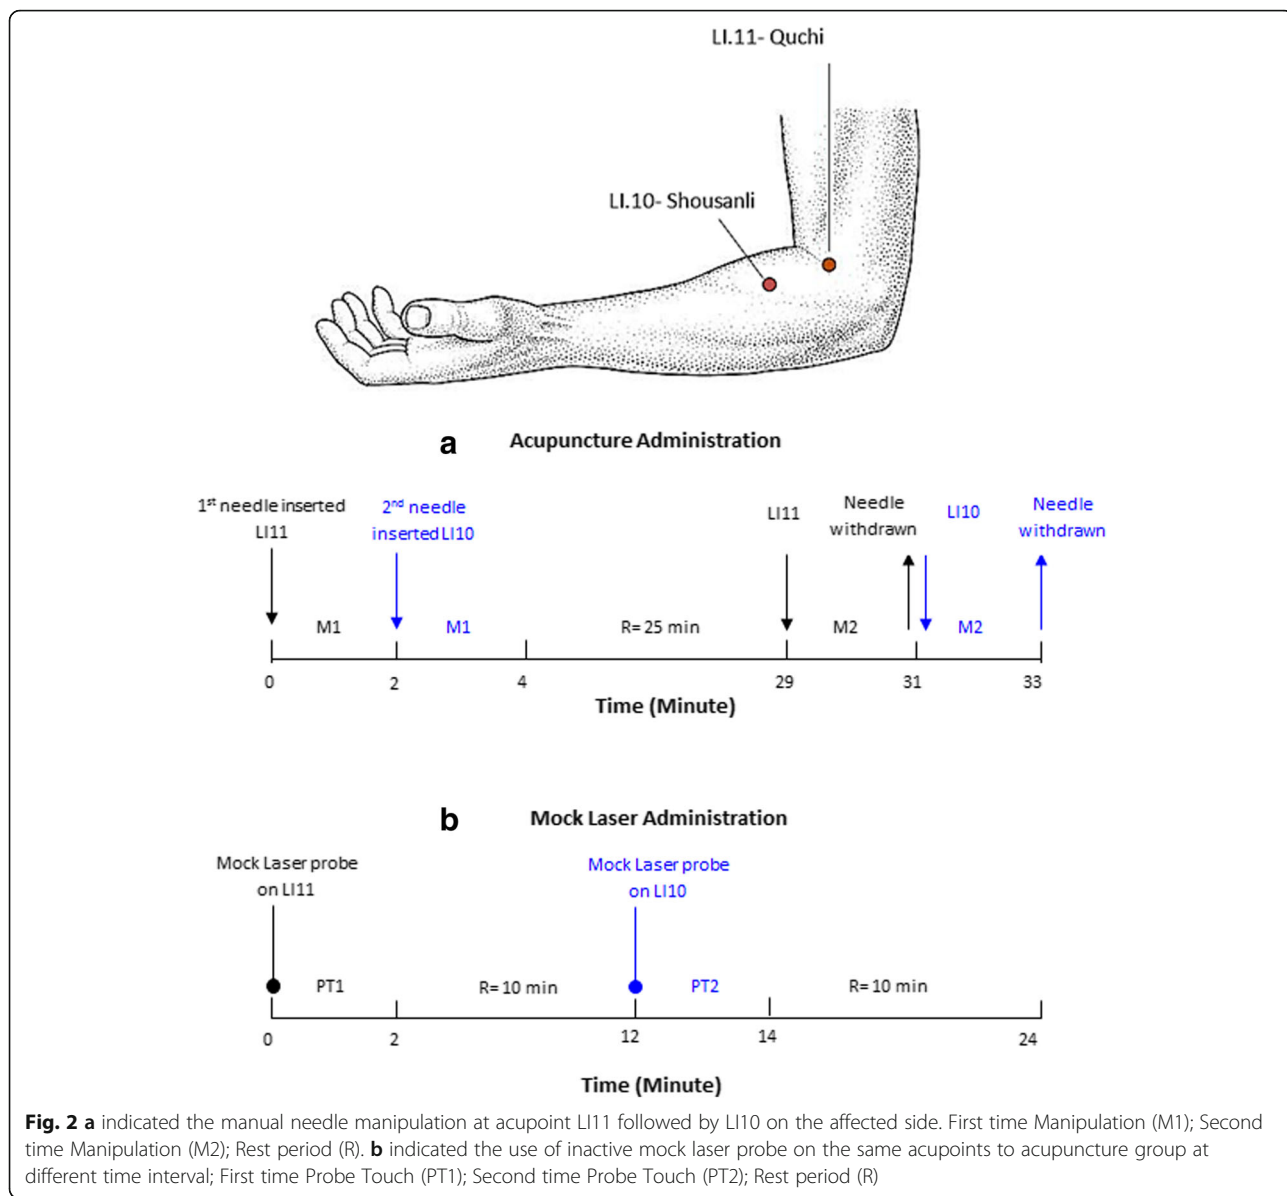 LI.11- Quchi
LI.10- Shousanli
a Acupuncture Administration
1st needle inserted
LI11
2nd needle
inserted LI10
LI11
Needle
withdrawn
LI10
Needle
withdrawn
M1
M1
R= 25 min
M2
M2
0 2 4 29 31 33
Time (Minute)
b Mock Laser Administration
Mock Laser probe
on LI11
Mock Laser probe
on LI10
PT1
R= 10 min
PT2
R= 10 min
0 2 12 14 24
Time (Minute)
Fig. 2 a indicated the manual needle manipulation at acupoint LI11 followed by LI10 on the affected side. First time Manipulation (M1); Second
time Manipulation (M2); Rest period (R). b indicated the use of inactive mock laser probe on the same acupoints to acupuncture group at
different time interval; First time Probe Touch (PT1); Second time Probe Touch (PT2); Rest period (R)